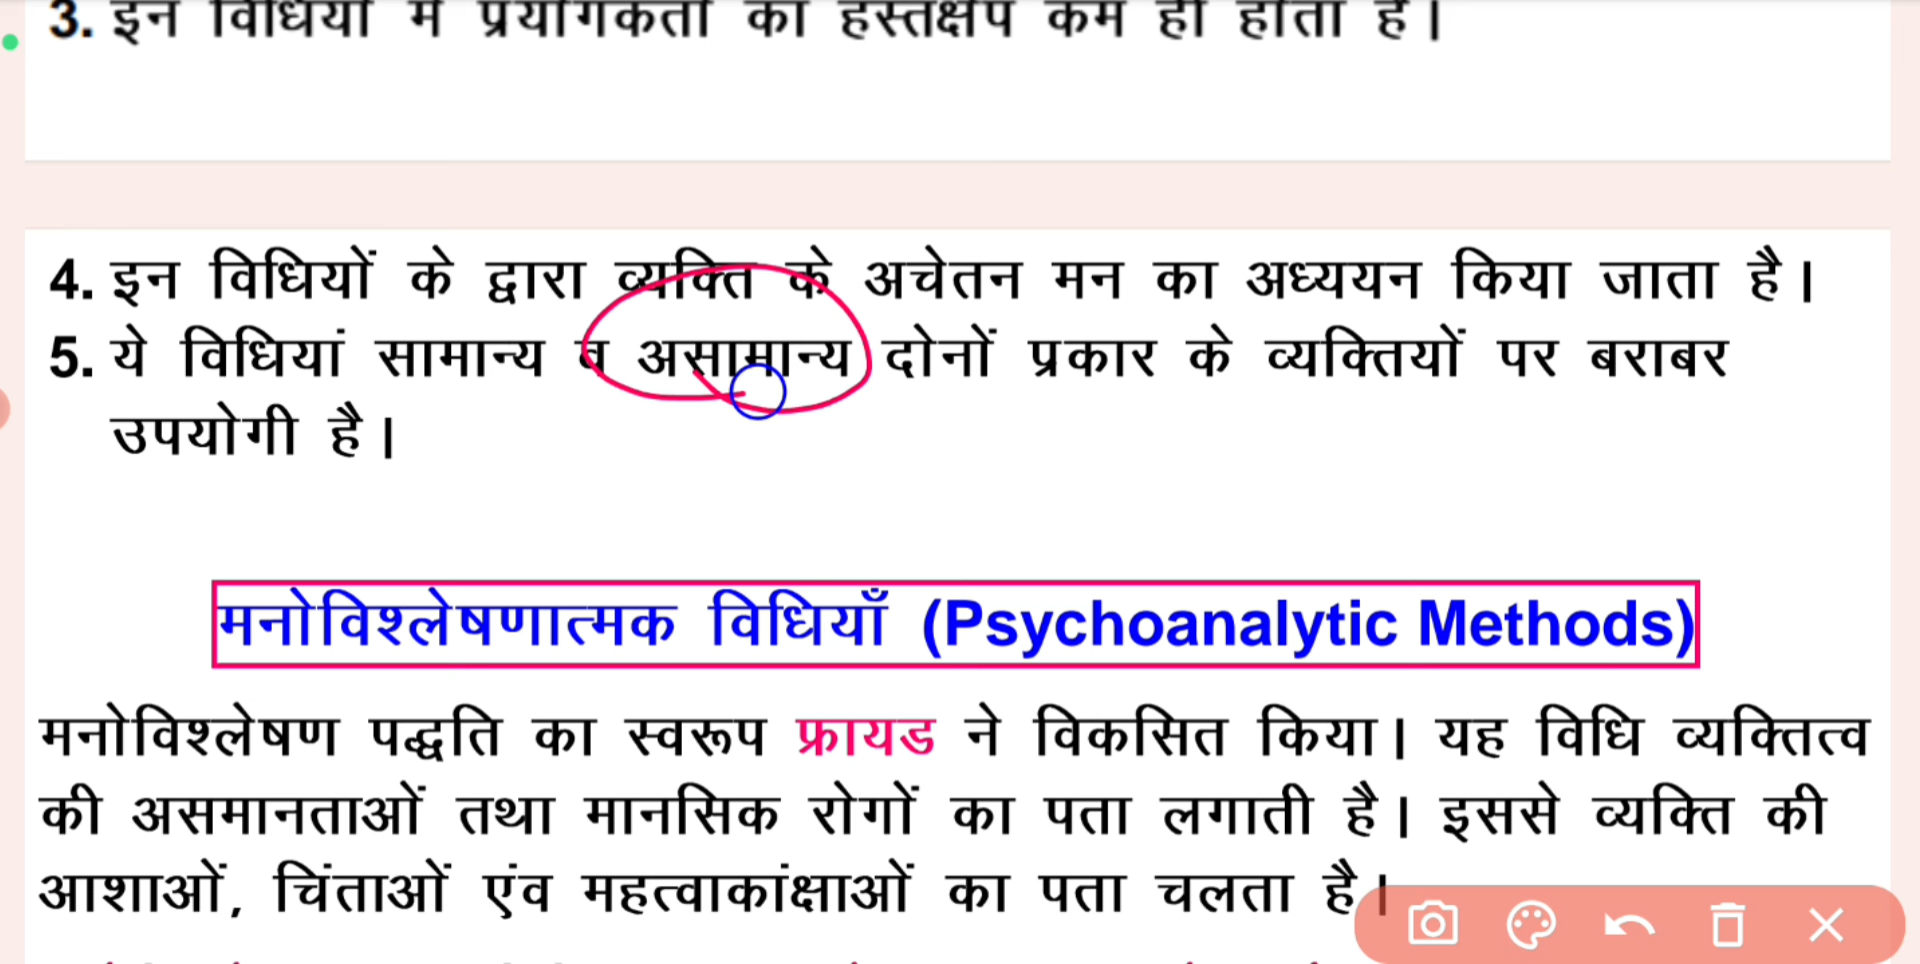 3. इन विधियों में प्रयोगकर्ता का हस्तक्षेप कम ही होता है।
4. इन विधियों के द्वारा व्यक्ति के अचेतन मन का अध्ययन किया जाता है।
5. ये विधियां सामान्य व असामान्य दोनों प्रकार के व्यक्तियों पर बराबर
उपयोगी है।
मनोविश्लेषणात्मक विधियाँ (Psychoanalytic Methods)
मनोविश्लेषण पद्धति का स्वरूप फ्रायड ने विकसित किया। यह विधि व्यक्तित्व
की असमानताओं तथा मानसिक रोगों का पता लगाती है। इससे व्यक्ति की
आशाओं, चिंताओं एंव महत्वाकांक्षाओं का पता चलता है।